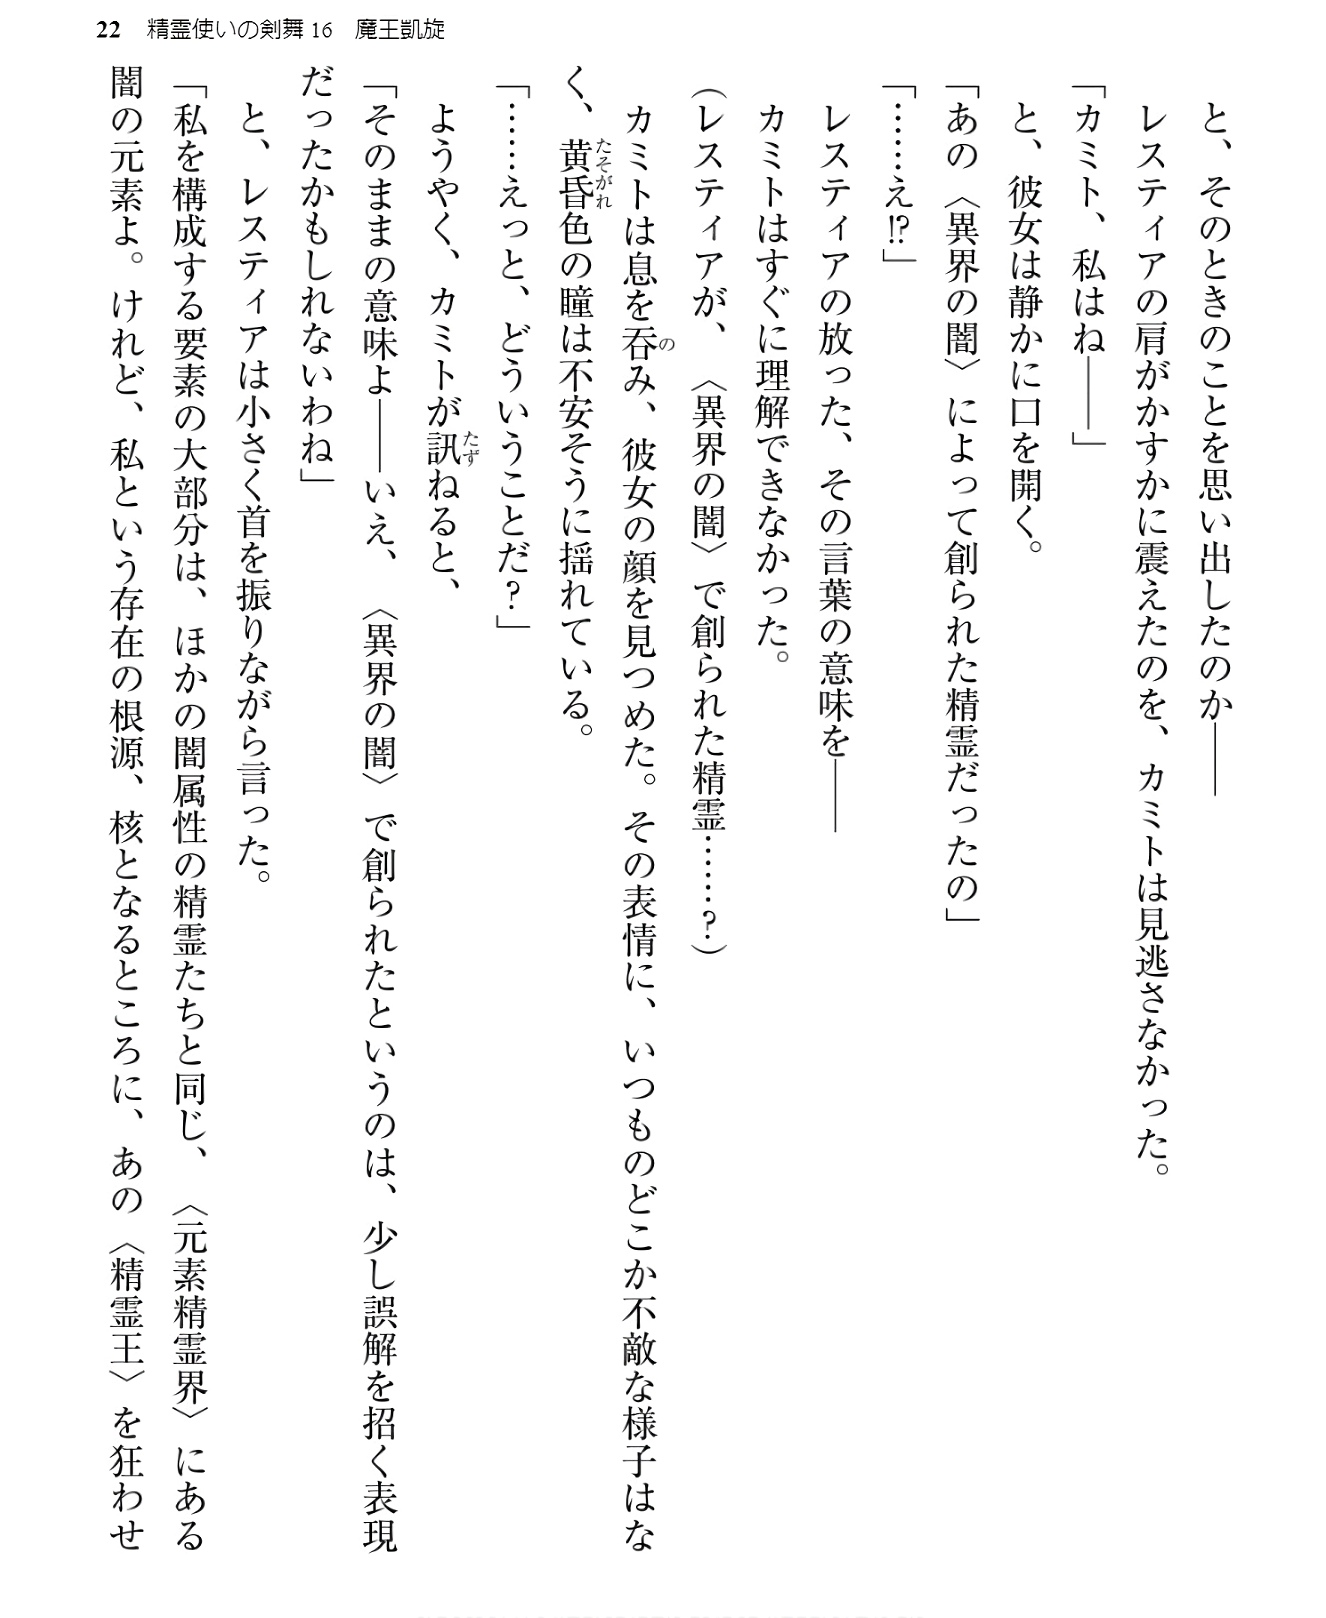 22 精霊使いの剣舞16 魔王凱旋
と、そのときのことを思い出したのか――
レスティアの肩がかすかに震えたのを、カミトは見逃さなかった。
「カミト、私はね――」
と、彼女は静かに口を開く。
「あの〈異界の闇〉によって創られた精霊だったの」
「……え!?」
レスティアの放った、その言葉の意味を――
カミトはすぐに理解できなかった。
(レスティアが、〈異界の闇〉で創られた精霊……?)
カミトは息を呑み、彼女の顔を見つめた。その表情に、いつものどこか不敵な様子はな
く、黄昏色の瞳は不安そうに揺れている。
「……えっと、どういうことだ?」
ようやく、カミトが訊ねると、
「そのままの意味よ――いえ、〈異界の闇〉で創られたというのは、少し誤解を招く表現
だったかもしれないわね」
と、レスティアは小さく首を振りながら言った。
「私を構成する要素の大部分は、ほかの闇属性の精霊たちと同じ、〈元素精霊界〉にある
闇の元素よ。けれど、私という存在の根源、核となるところに、あの〈精霊王〉を狂わせ